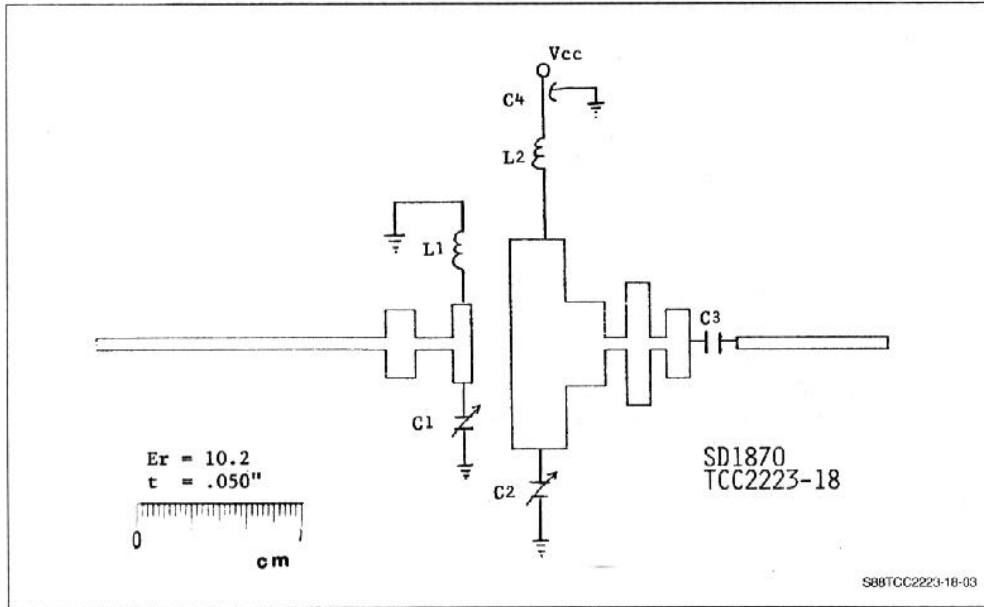 Vcc
C4
L2
L1
C3
C1
C2
Er = 10.2
t = .050"
0
1
cm
SD1870
TCC2223-18
S88TCC2223-18-03